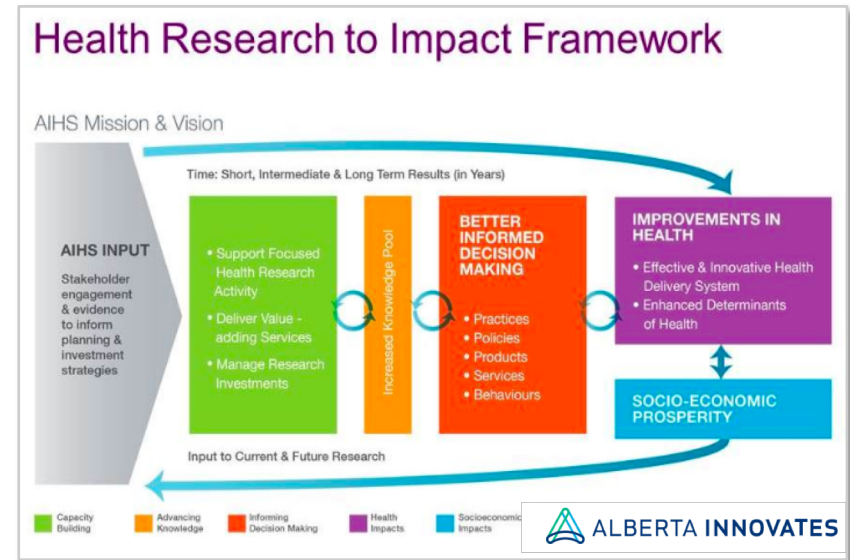 Health Research to Impact Framework
AIHS Mission & Vision
Time: Short, Intermediate & Long Term Results (in Years)
AIHS INPUT
Stakeholder
engagement
& evidence
to inform
planning &
investment
strategies
• Support Focused
Health Research
Activity
• Deliver Value -
adding Services
• Manage Research
Investments
Increased Knowledge Pool
BETTER
INFORMED
DECISION
MAKING
• Practices
• Policies
• Products
• Services
• Behaviours
IMPROVEMENTS IN
HEALTH
• Effective & Innovative Health
Delivery System
• Enhanced Determinants
of Health
SOCIO-ECONOMIC
PROSPERITY
Input to Current & Future Research
Capacity
Building
Advancing
Knowledge
Informing
Decision Making
Health
Impacts
Socioeconomic
Impacts
ALBERTA INNOVATES